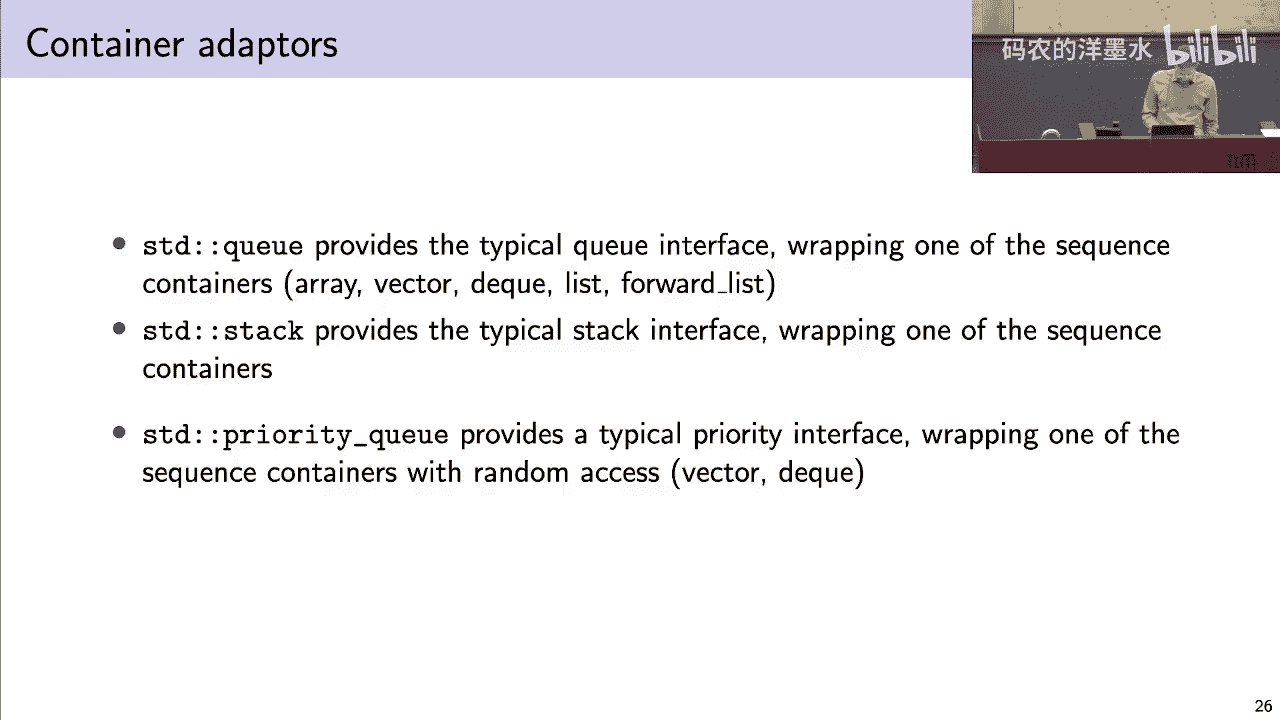 Container adaptors
码农的洋墨水 bilibili
nm
• std::queue provides the typical queue interface, wrapping one of the sequence
containers (array, vector, deque, list, forward_list)
• std::stack provides the typical stack interface, wrapping one of the sequence
containers
• std::priority_queue provides a typical priority interface, wrapping one of the
sequence containers with random access (vector, deque)
26